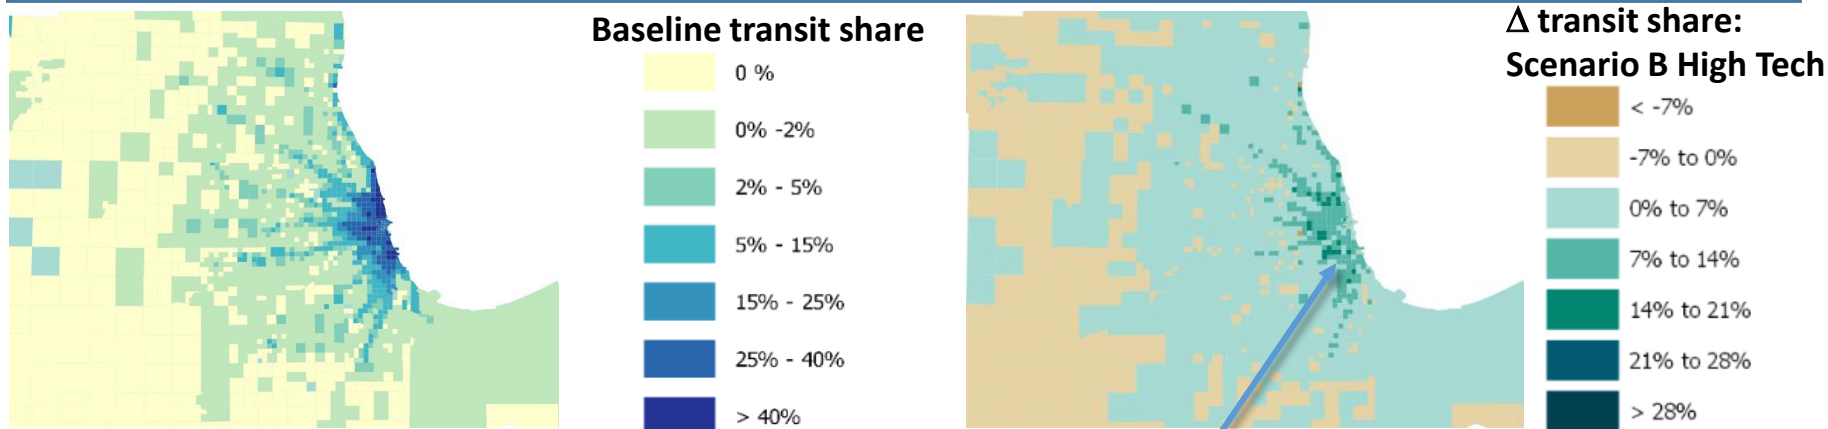 Baseline transit share
0 %
0% -2%
2% - 5%
5% - 15%
15% - 25%
25% - 40%
> 40%
Δ transit share:
Scenario B High Tech
< -7%
-7% to 0%
0% to 7%
7% to 14%
14% to 21%
21% to 28%
> 28%